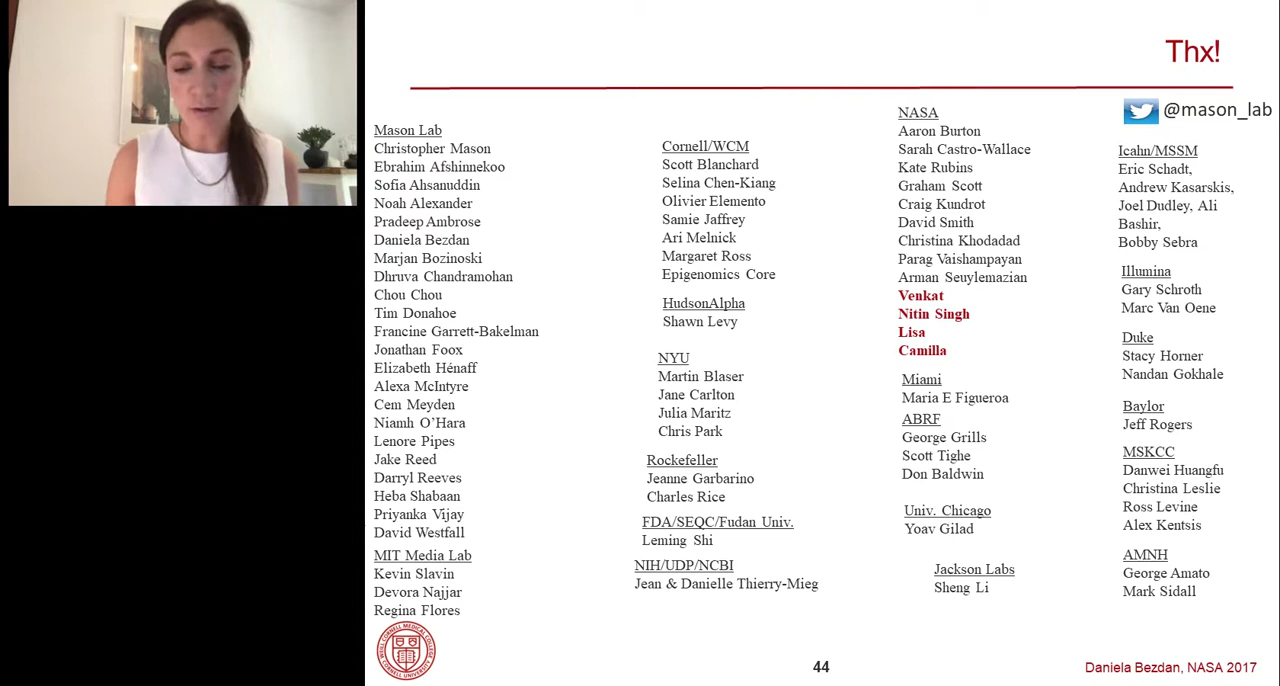 Thx!
@mason_lab
Mason Lab
Christopher Mason
Ebrahim Afshinnekoo
Sofia Ahsanuddin
Noah Alexander
Pradeep Ambrose
Daniela Bezdan
Marjan Bozinoski
Dhruva Chandramohan
Chou Chou
Tim Donahoe
Francine Garrett-Bakelman
Jonathan Foox
Elizabeth Hénaff
Alexa McIntyre
Cem Meyden
Niamh O’Hara
Lenore Pipes
Jake Reed
Darryl Reeves
Heba Shabaan
Priyanka Vijay
David Westfall
MIT Media Lab
Kevin Slavin
Devora Najjar
Regina Flores
Cornell/WCM
Scott Blanchard
Selina Chen-Kiang
Olivier Elemento
Samie Jaffrey
Ari Melnick
Margaret Ross
Epigenomics Core
HudsonAlpha
Shawn Levy
NYU
Martin Blaser
Jane Carlton
Julia Maritz
Chris Park
Rockefeller
Jeanne Garbarino
Charles Rice
FDA/SEQC/Fudan Univ.
Leming Shi
NIH/UDP/NCBI
Jean & Danielle Thierry-Mieg
NASA
Aaron Burton
Sarah Castro-Wallace
Kate Rubins
Graham Scott
Craig Kundrot
David Smith
Christina Khodadad
Parag Vaishampayan
Arman Seuylemazian
Venkat
Nitin Singh
Lisa
Camilla
Miami
Maria E Figueroa
ABRF
George Grills
Scott Tighe
Don Baldwin
Univ. Chicago
Yoav Gilad
Jackson Labs
Sheng Li
Icahn/MSSM
Eric Schadt,
Andrew Kasarskis,
Joel Dudley, Ali
Bashir,
Bobby Sebra
Illumina
Gary Schroth
Marc Van Oene
Duke
Stacy Horner
Nandan Gokhale
Baylor
Jeff Rogers
MSKCC
Danwei Huangfu
Christina Leslie
Ross Levine
Alex Kentsis
AMNH
George Amato
Mark Sidall
44
Daniela Bezdan, NASA 2017